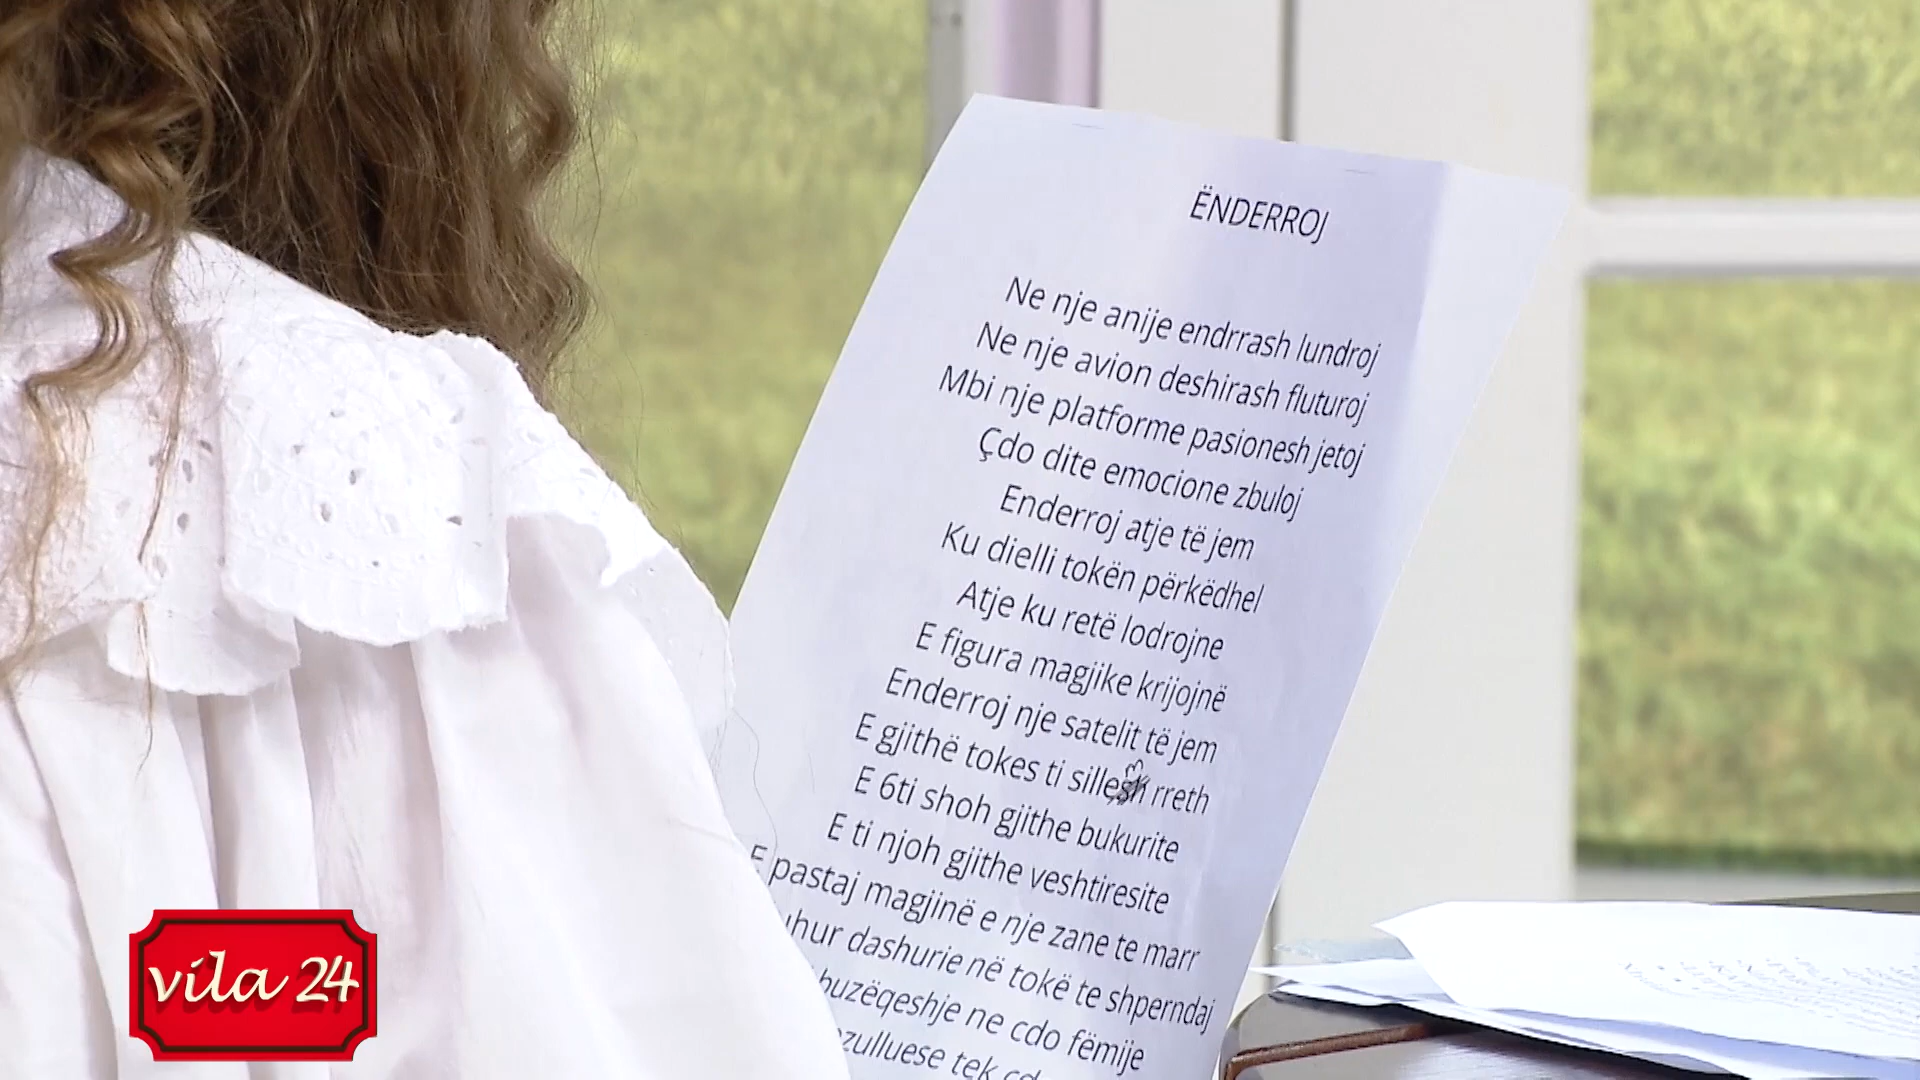 ËNDERROJ
Ne nje anije endrrash lundroj
Ne nje avion deshirash fluturoj
Mbi nje platforme pasionesh jetoj
Çdo dite emocione zbuloj
Enderroj atje të jem
Ku dielli tokën përkëdhel
Atje ku retë lodrojne
E figura magjike krijojnë
Enderroj nje satelit të jem
E gjithë tokes ti sillesh rreth
E 6ti shoh gjithe bukurite
E ti njoh gjithe veshtiresite
E pastaj magjinë e nje zane te marr
dashurie në tokë te shperndaj
buzëqeshje ne cdo fëmije
tek
vila 24